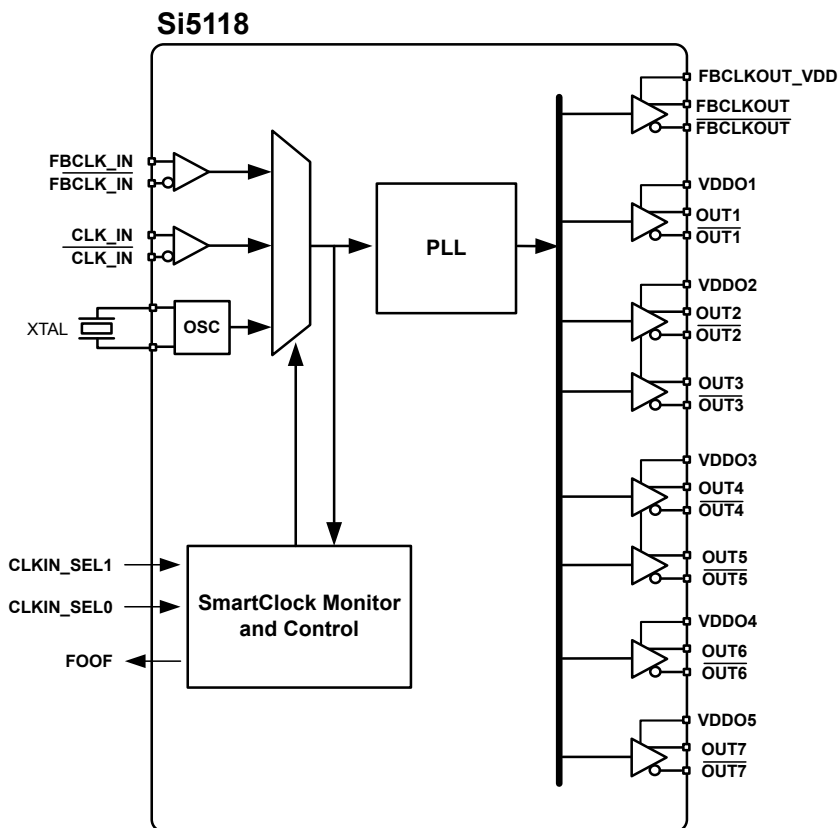 Si5118
FBCLK_IN
FBCLK_IN
CLK_IN
CLK_IN
XTAL
OSC
PLL
CLKIN_SEL1
CLKIN_SEL0
FOOF
SmartClock Monitor
and Control
FBCLKOUT_VDD
FBCLKOUT
FBCLKOUT
VDDO1
OUT1
OUT1
VDDO2
OUT2
OUT2
OUT3
OUT3
VDDO3
OUT4
OUT4
OUT5
OUT5
VDDO4
OUT6
OUT6
VDDO5
OUT7
OUT7